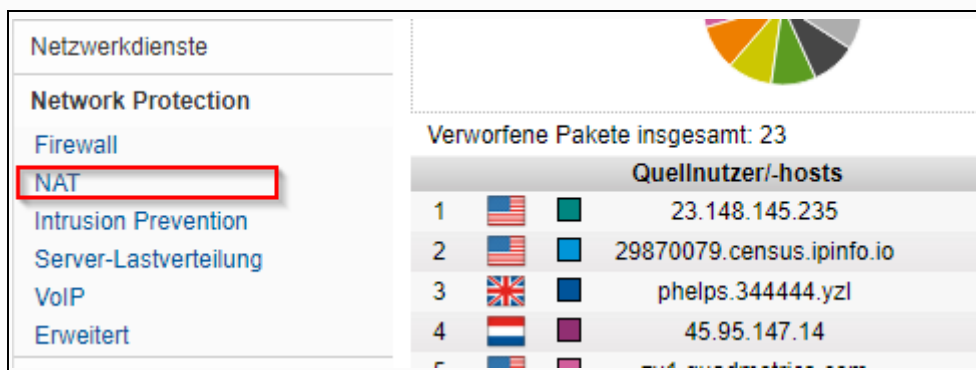 Netzwerkdienste
Network Protection
Firewall
NAT
Intrusion Prevention
Server-Lastverteilung
VoIP
Erweitert
Verworfene Pakete insgesamt: 23
Quellnutzer/-hosts
1 23.148.145.235
2 29870079.census.ipinfo.io
3 phelps.344444.yzl
4 45.95.147.14